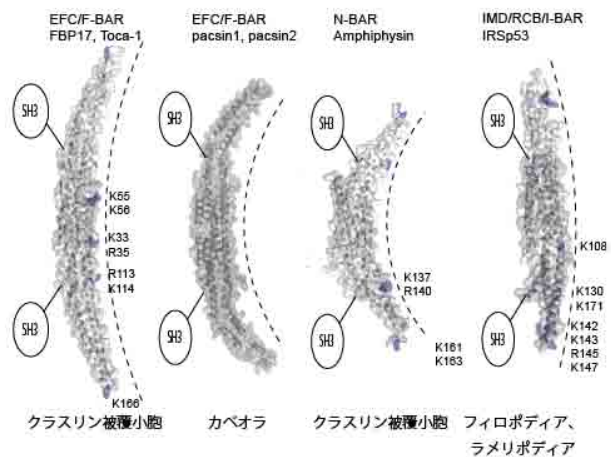 EFC/F-BAR
FBP17, Toca-1
EFC/F-BAR
pacsin1, pacsin2
N-BAR
Amphiphysin
IMD/RCB/I-BAR
IRSp53
SH3
SH3
SH3
SH3
K55
K56
K33
R35
R113
K114
K166
K137
R140
K161
K163
K108
K130
K171
K142
K143
R145
K147
SH3
SH3
SH3
SH3
クラスリン被覆小胞
カベオラ
クラスリン被覆小胞
フィロポディア、
ラメリポディア